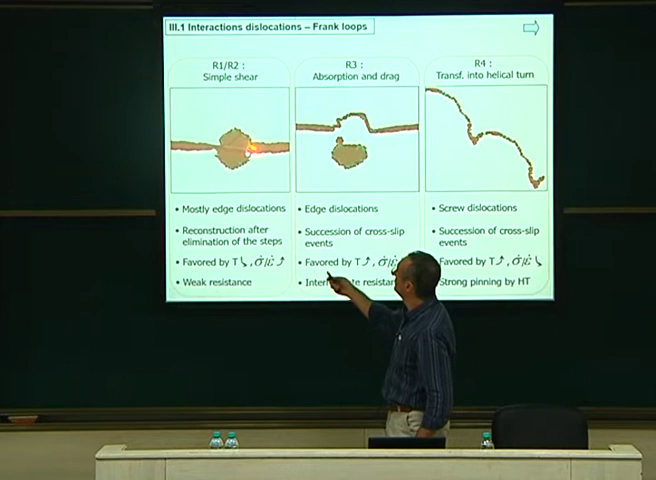 III.1 Interactions dislocations – Frank loops
R1/R2 :
Simple shear
• Mostly edge dislocations
• Reconstruction after
elimination of the steps
• Favored by T ↘, σ̇/ε̇ ↗
• Weak resistance
R3 :
Absorption and drag
• Edge dislocations
• Succession of cross-slip
events
• Favored by T ↗, σ̇/
R4 :
Transf. into helical turn
• Screw dislocations
• Succession of cross-slip
events
Favored by T ↗, σ̇/ε̇ ↘
Strong pinning by HT